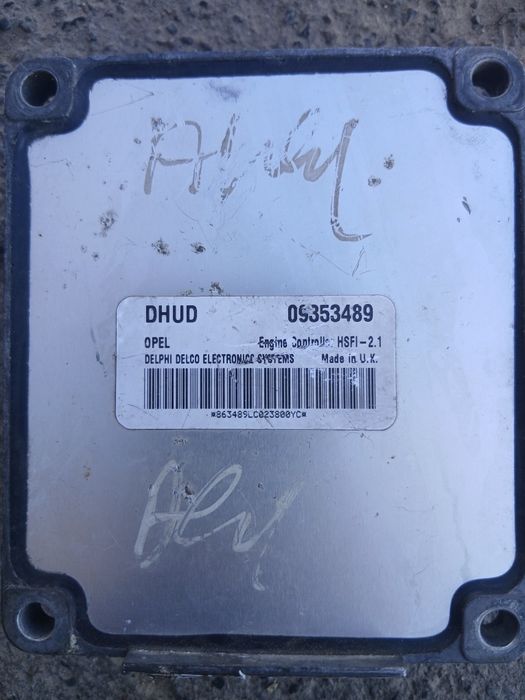 DHUD 09353489
OPEL Engine Controller HSFI-2.1
DELPHI DELCO ELECTRONICS SYSTEMS Made in U.K.
*863489LC023800YC*